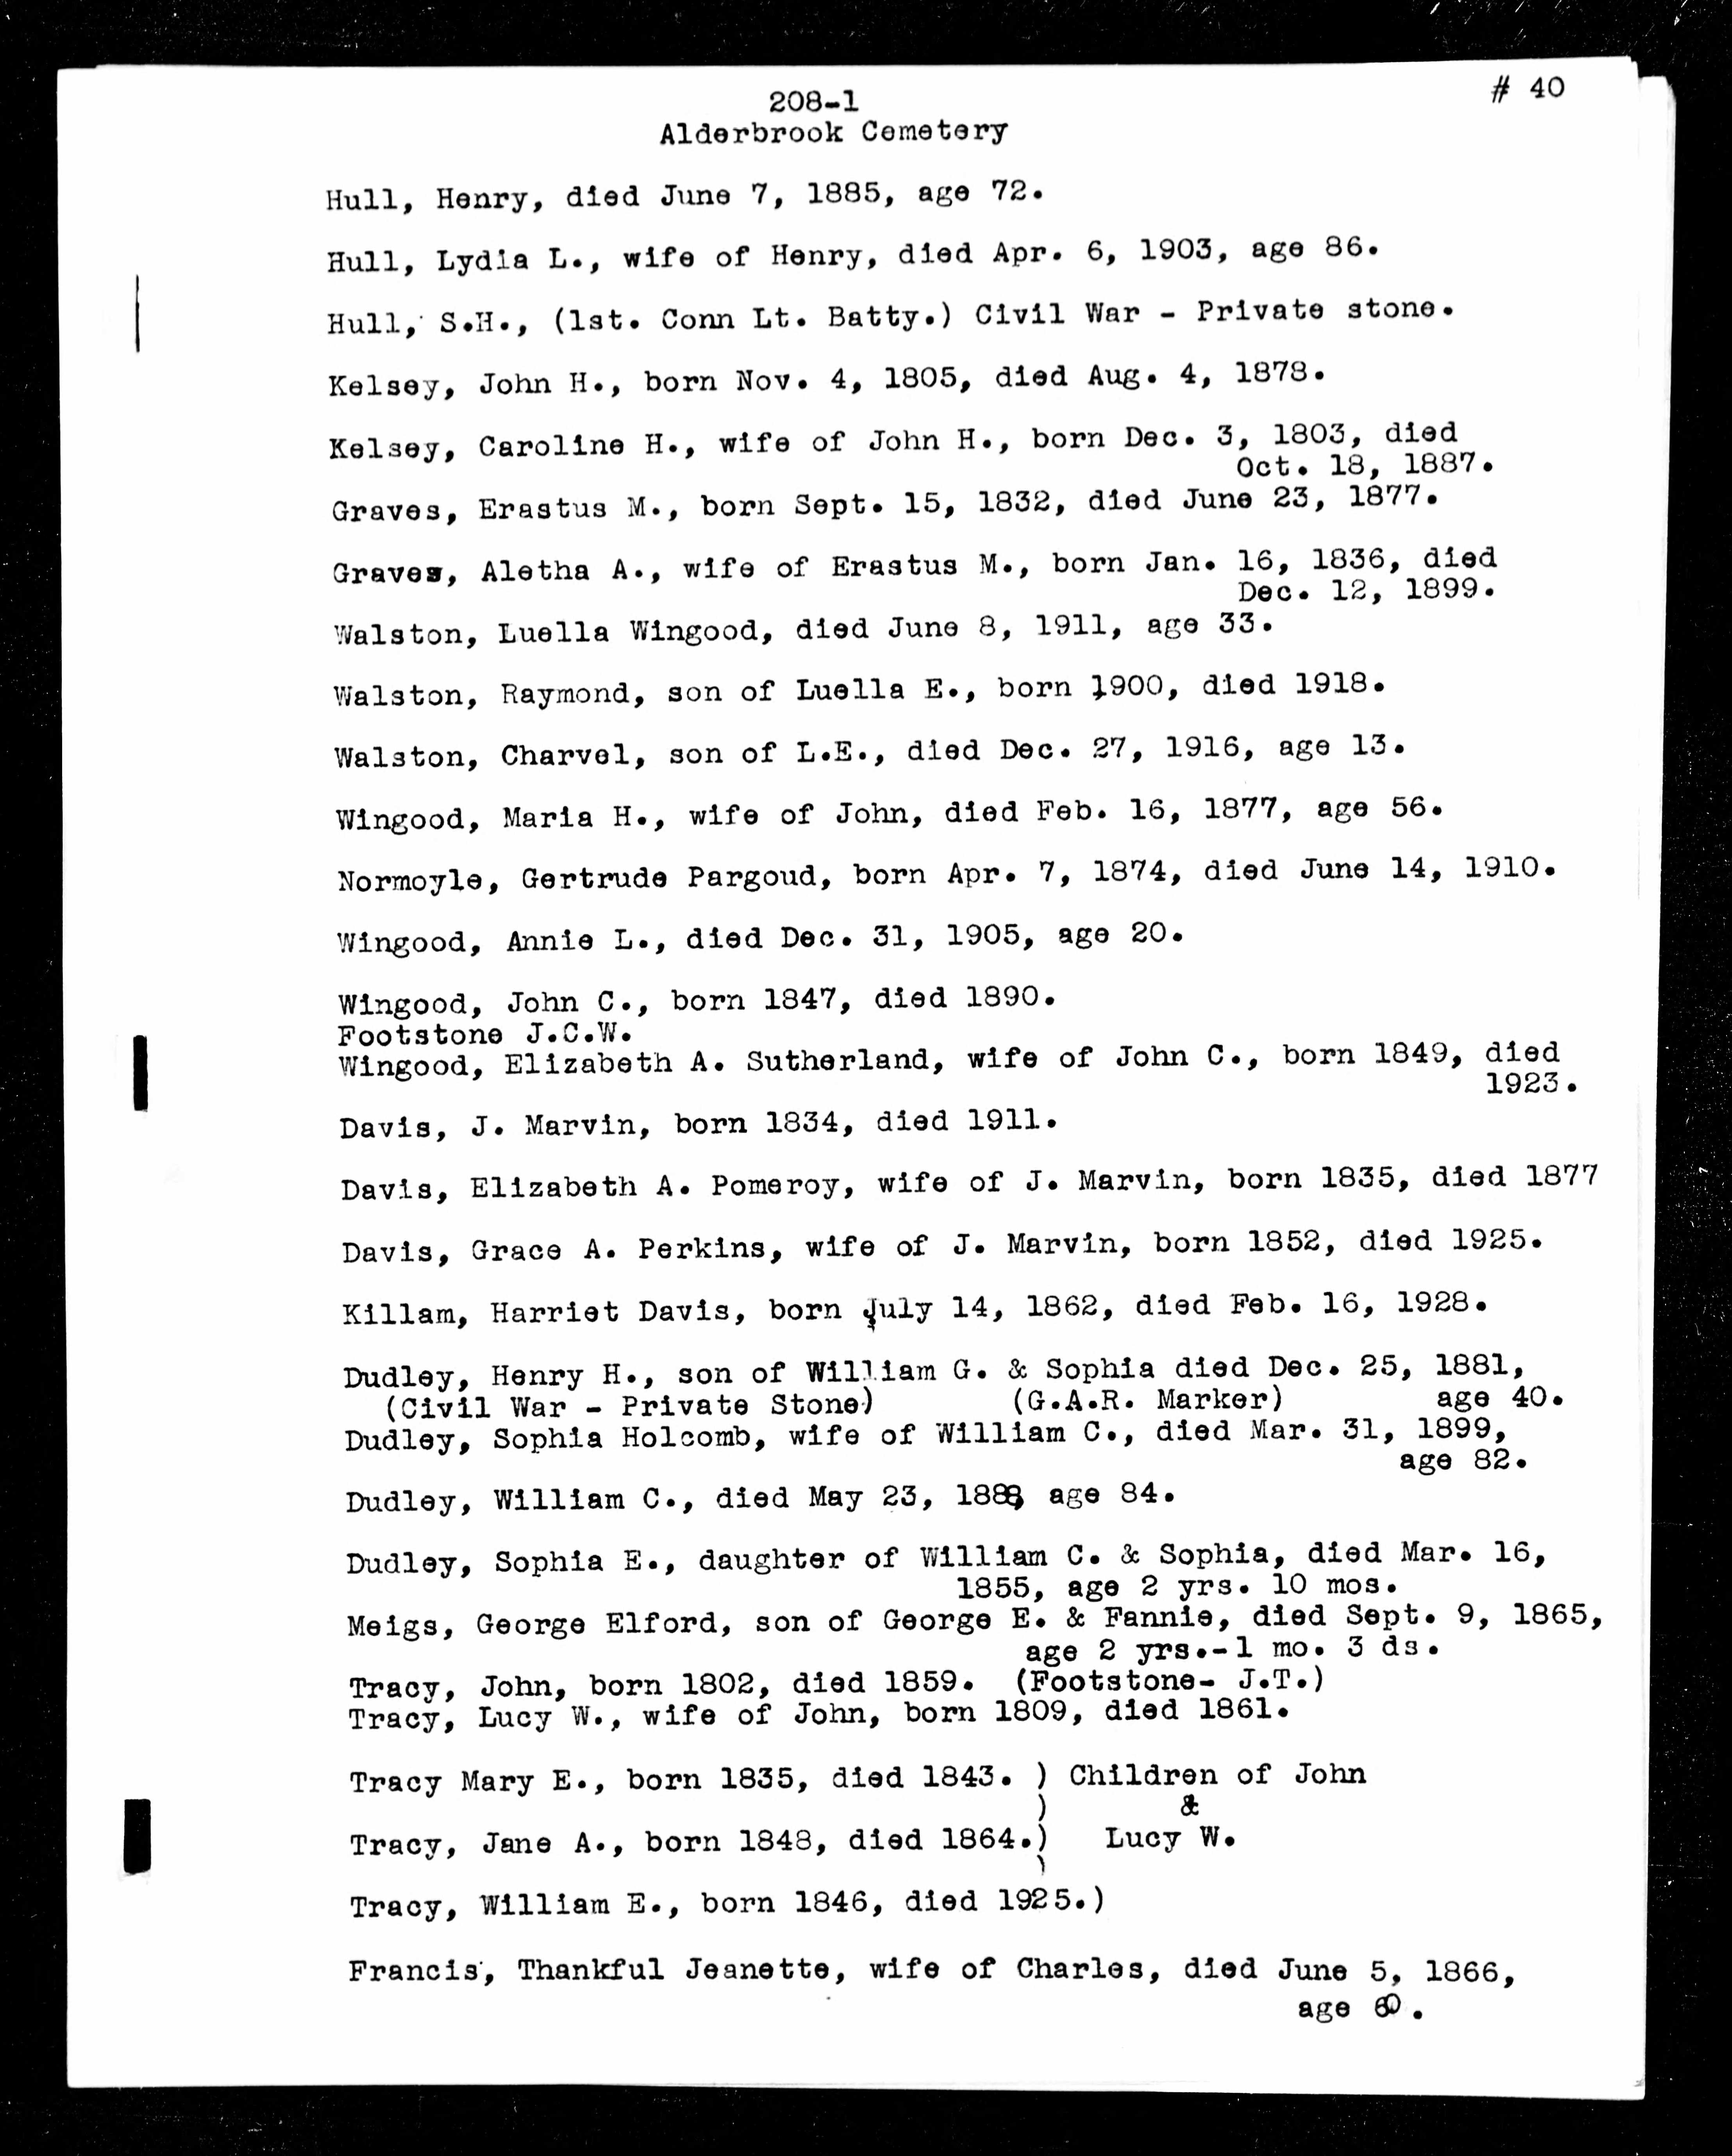 # 40
208-1
Alderbrook Cemetery
Hull, Henry, died June 7, 1885, age 72.
Hull, Lydia L., wife of Henry, died Apr. 6, 1903, age 86.
Hull, S.H., (1st. Conn Lt. Batty.) Civil War - Private stone.
Kelsey, John H., born Nov. 4, 1805, died Aug. 4, 1878.
Kelsey, Caroline H., wife of John H., born Dec. 3, 1803, died
Oct. 18, 1887.
Graves, Erastus M., born Sept. 15, 1832, died June 23, 1877.
Graves, Aletha A., wife of Erastus M., born Jan. 16, 1836, died
Dec. 12, 1899.
Walston, Luella Wingood, died June 8, 1911, age 33.
Walston, Raymond, son of Luella E., born 1900, died 1918.
Walston, Charvel, son of L.E., died Dec. 27, 1916, age 13.
Wingood, Maria H., wife of John, died Feb. 16, 1877, age 56.
Normoyle, Gertrude Pargoud, born Apr. 7, 1874, died June 14, 1910.
Wingood, Annie L., died Dec. 31, 1905, age 20.
Wingood, John C., born 1847, died 1890.
Footstone J.C.W.
Wingood, Elizabeth A. Sutherland, wife of John C., born 1849, died
1923.
Davis, J. Marvin, born 1834, died 1911.
Davis, Elizabeth A. Pomeroy, wife of J. Marvin, born 1835, died 1877
Davis, Grace A. Perkins, wife of J. Marvin, born 1852, died 1925.
Killam, Harriet Davis, born July 14, 1862, died Feb. 16, 1928.
Dudley, Henry H., son of William G. & Sophia died Dec. 25, 1881,
(Civil War - Private Stone) (G.A.R. Marker) age 40.
Dudley, Sophia Holcomb, wife of William C., died Mar. 31, 1899,
age 82.
Dudley, William C., died May 23, age 84.
Dudley, Sophia E., daughter of William C. & Sophia, died Mar. 16,
1855, age 2 yrs. 10 mos.
Meigs, George Elford, son of George E. & Fannie, died Sept. 9, 1865,
age 2 yrs.-1 mo. 3 ds.
Tracy, John, born 1802, died 1859. (Footstone- J.T.)
Tracy, Lucy W., wife of John, born 1809, died 1861.
Tracy Mary E., born 1835, died 1843. ) Children of John
) &
Tracy, Jane A., born 1848, died 1864.) Lucy W.
)
Tracy, William E., born 1846, died 1925.)
Francis, Thankful Jeanette, wife of Charles, died June 5, 1866,
age 60.